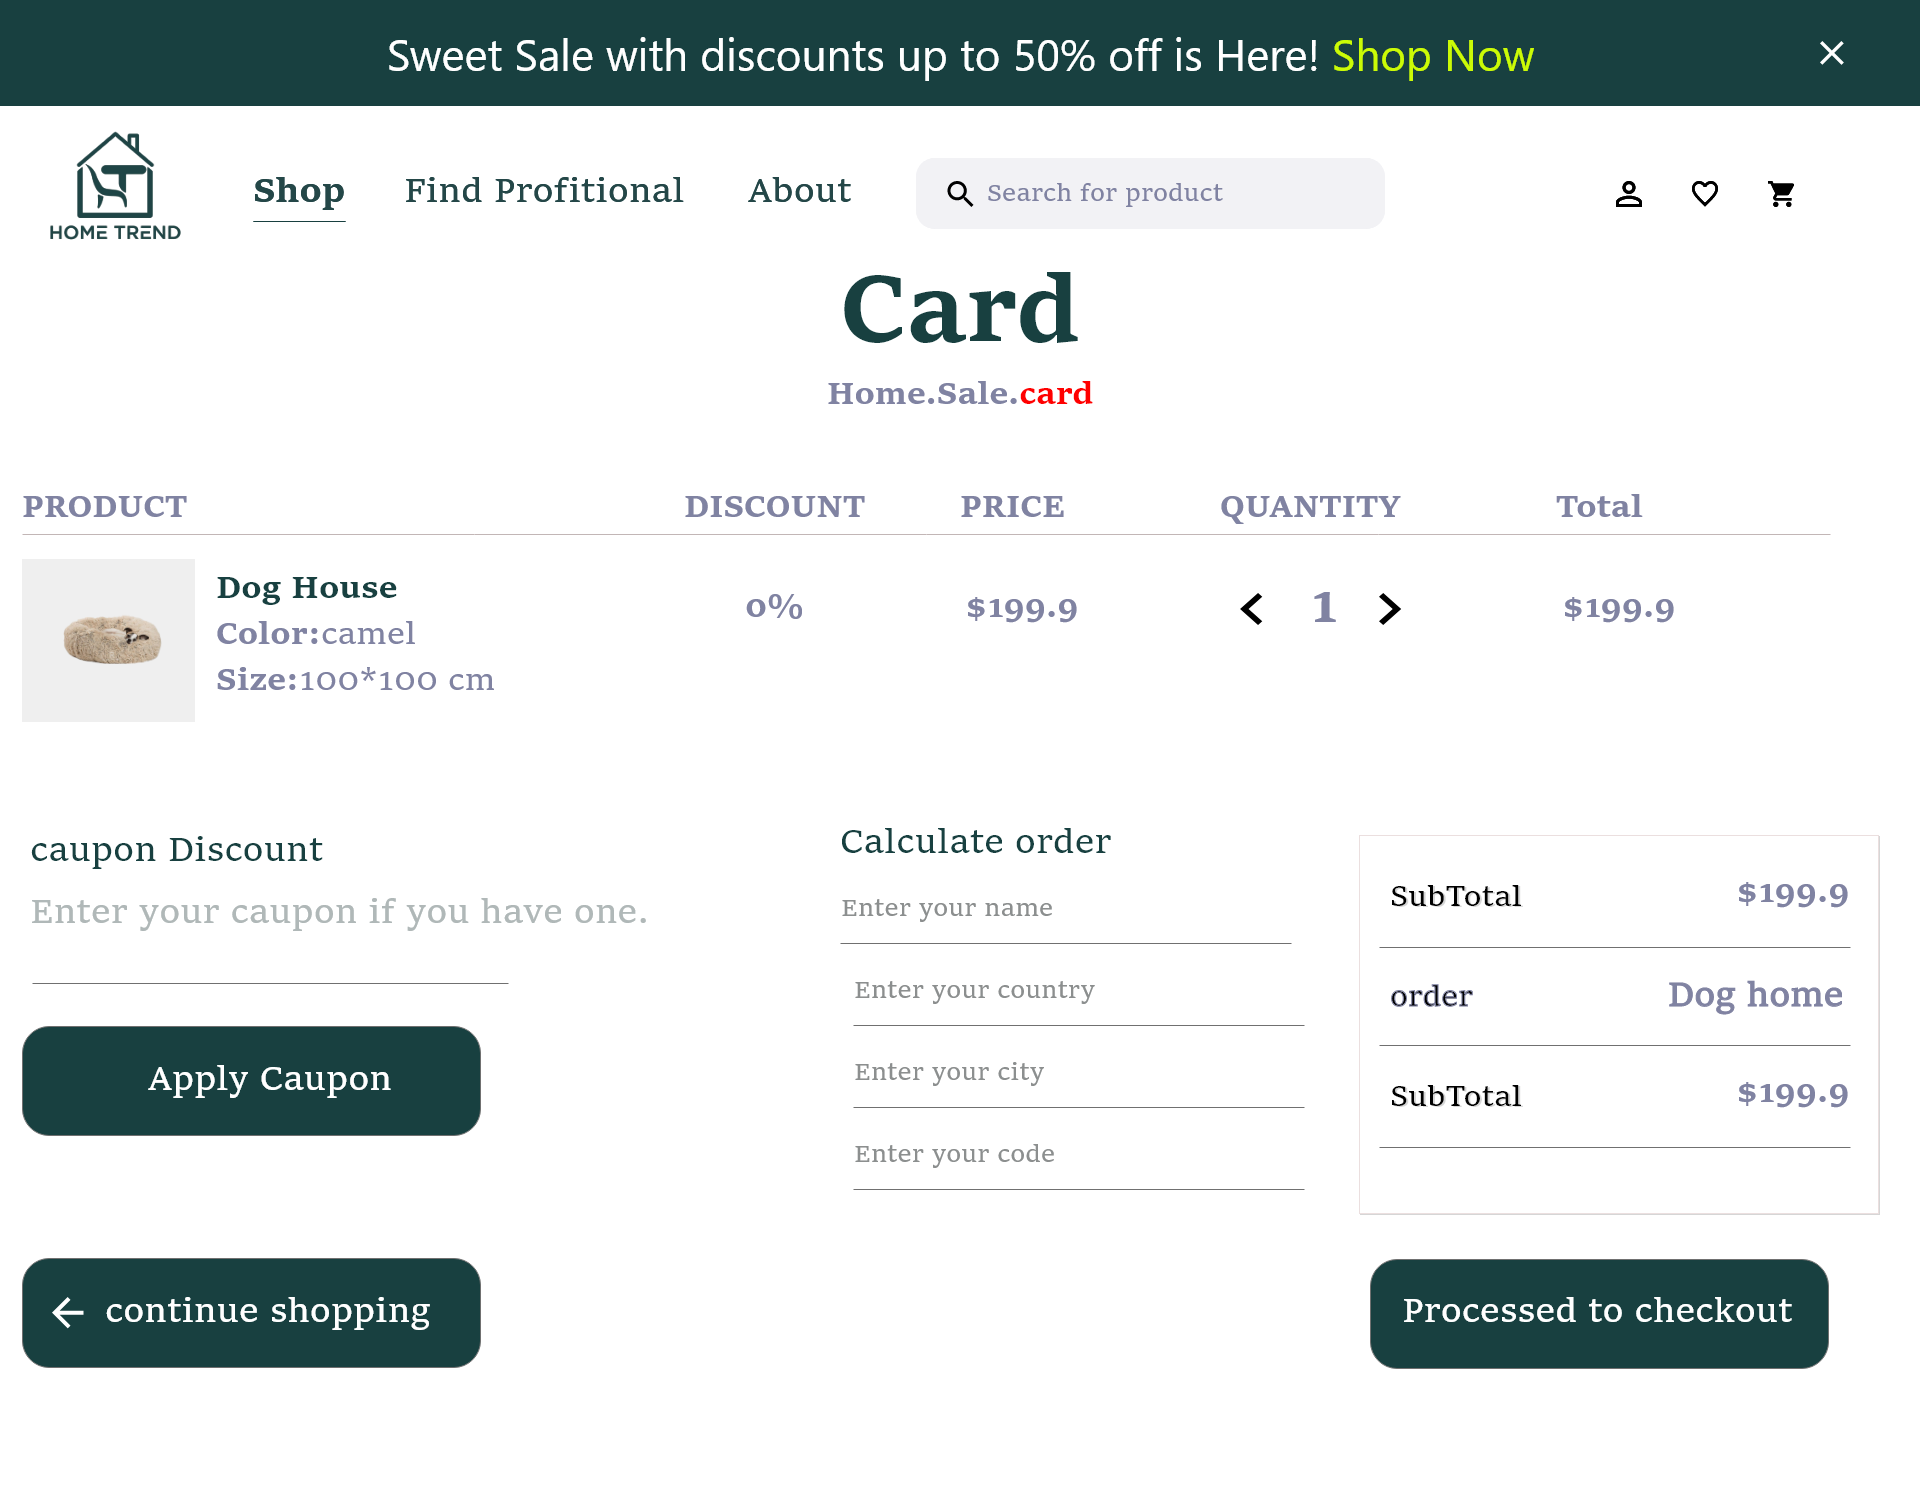 Sweet Sale with discounts up to 50% off is Here! Shop Now
HOME TREND
Shop
Find Profitional
About
Search for product
Card
Home.Sale.card
PRODUCT DISCOUNT PRICE QUANTITY Total
Dog House
Color:camel
Size:100*100 cm
0% $199.9 1 $199.9
caupon Discount
Enter your caupon if you have one.
Apply Caupon
Calculate order
Enter your name
Enter your country
Enter your city
Enter your code
SubTotal $199.9
order Dog home
SubTotal $199.9
continue shopping
Processed to checkout